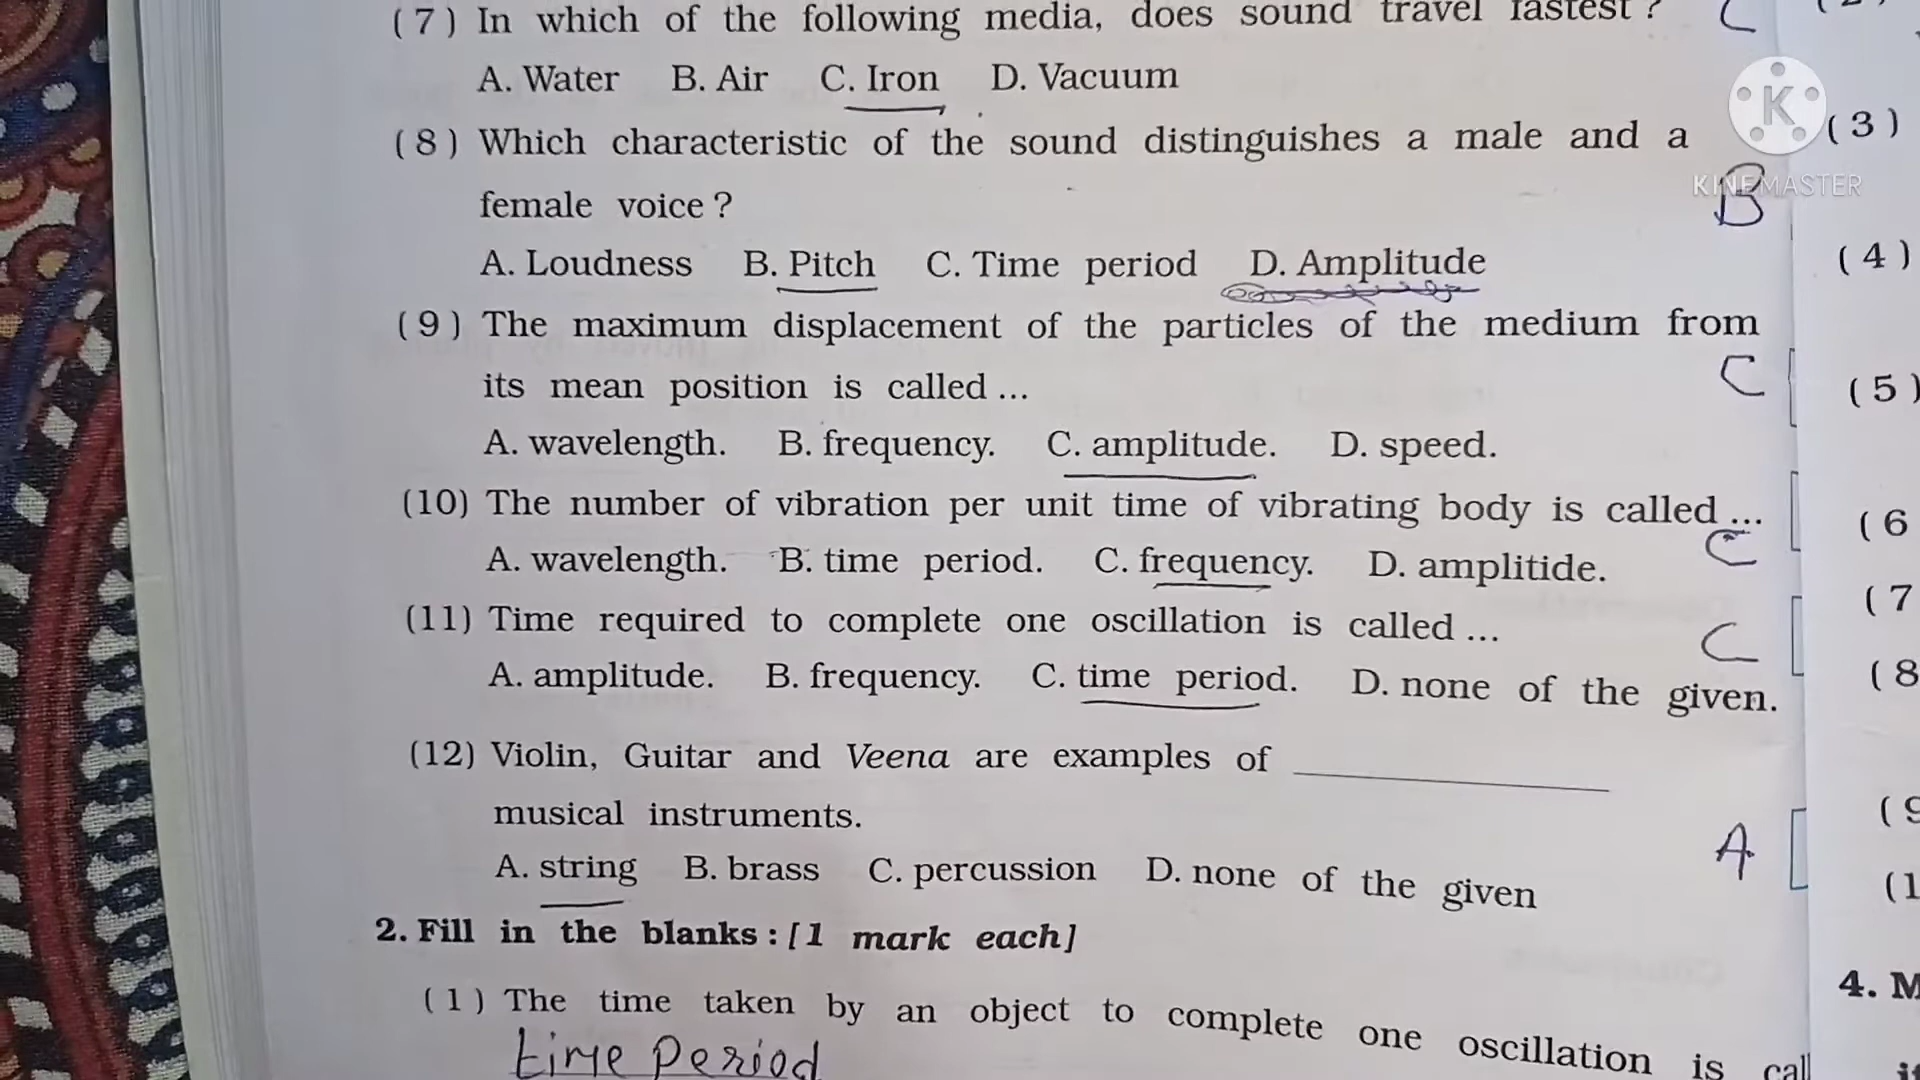 (7) In which of the following media, does sound travel fastest? C
A. Water B. Air C. Iron D. Vacuum
K
(3)
(8) Which characteristic of the sound distinguishes a male and a
KINEMASTER
female voice? B
A. Loudness B. Pitch C. Time period D. Amplitude
(4)
(9) The maximum displacement of the particles of the medium from
its mean position is called ... C
(5)
A. wavelength. B. frequency. C. amplitude. D. speed.
(10) The number of vibration per unit time of vibrating body is called ...
(6
A. wavelength. B. time period. C. frequency. D. amplitide. C
(7
(11) Time required to complete one oscillation is called ... C
A. amplitude. B. frequency. C. time period. D. none of the given.
(8
(12) Violin, Guitar and Veena are examples of
musical instruments. A
(9
A. string B. brass C. percussion D. none of the given
(1
2. Fill in the blanks : [1 mark each]
4. M
(1) The time taken by an object to complete one oscillation is call
time period